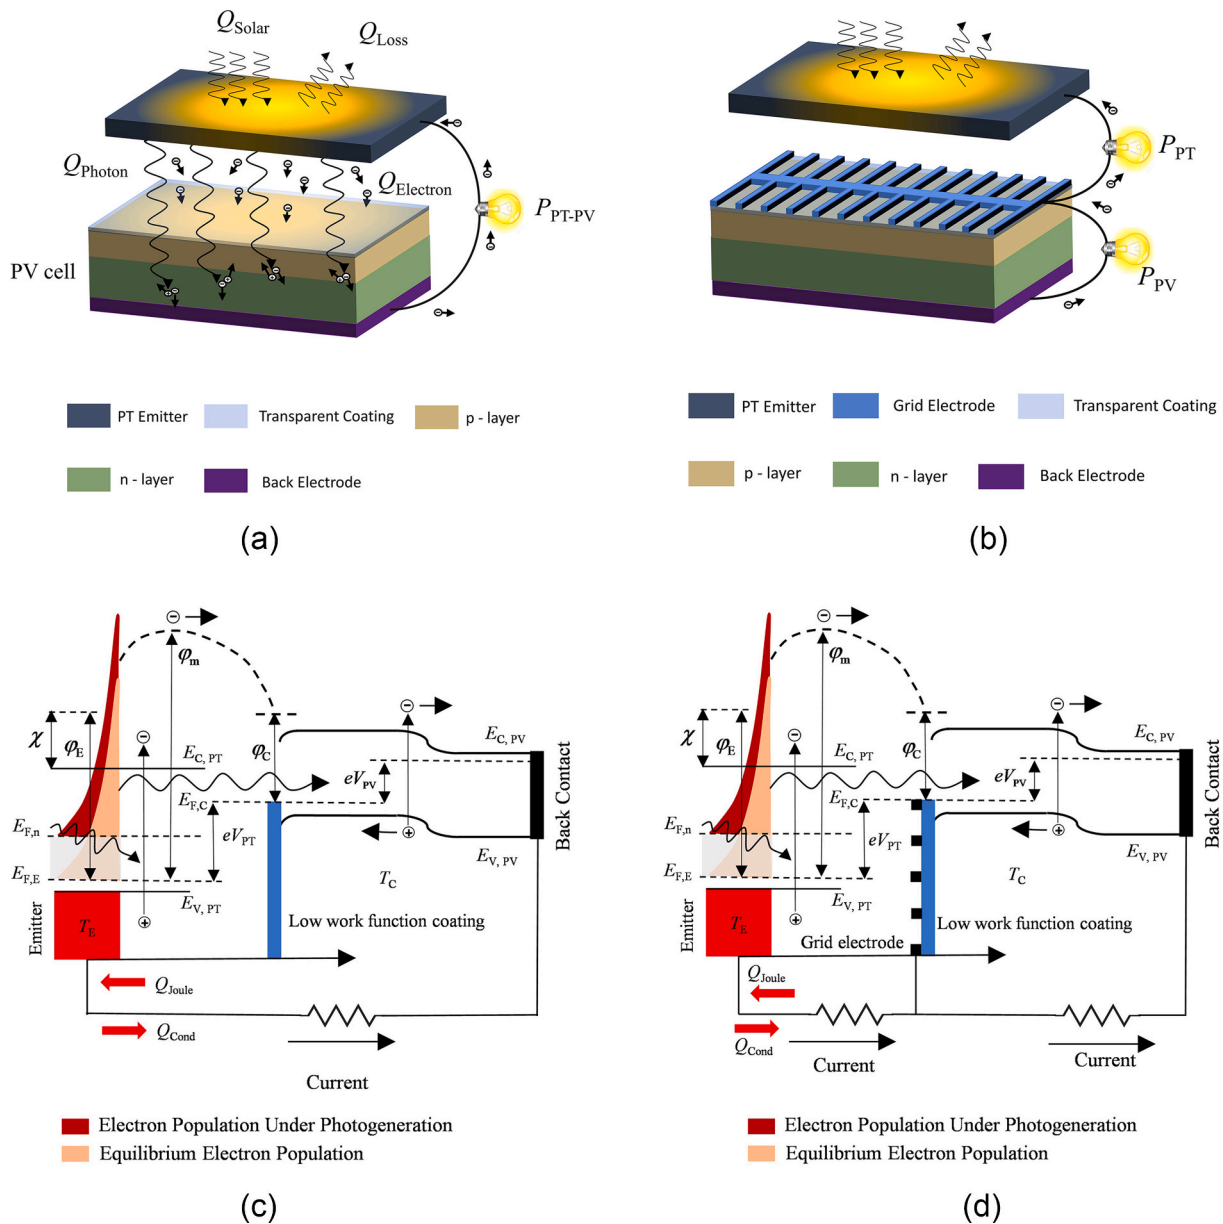 Q_Solar
Q_Loss
Q_Photon
Q_Electron
P_PT-PV
PV cell
PT Emitter
Transparent Coating
p - layer
n - layer
Back Electrode
(a)
P_PT
P_PV
PT Emitter
Grid Electrode
Transparent Coating
p - layer
n - layer
Back Electrode
(b)
φ_m
χ
φ_E
E_C, PT
φ_C
E_C, PV
eV_PV
E_F,C
E_F,n
eV_PT
E_F,E
E_V, PT
E_V, PV
T_C
Back Contact
Emitter
T_E
Low work function coating
Q_Joule
Q_Cond
Current
Electron Population Under Photogeneration
Equilibrium Electron Population
(c)
φ_m
χ
φ_E
E_C, PT
φ_C
E_C, PV
eV_PV
E_F,C
E_F,n
eV_PT
E_F,E
E_V, PT
E_V, PV
T_C
Back Contact
Emitter
T_E
Low work function coating
Grid electrode
Q_Joule
Q_Cond
Current
Current
Electron Population Under Photogeneration
Equilibrium Electron Population
(d)